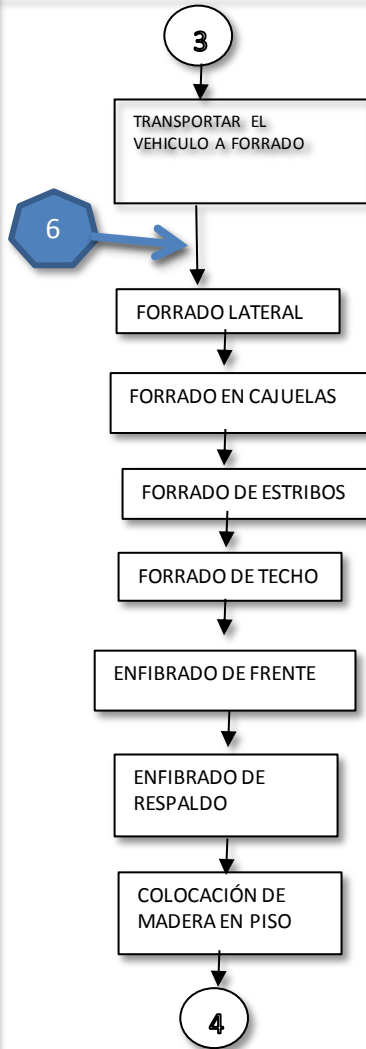 3
TRANSPORTAR EL
VEHICULO A FORRADO
6
FORRADO LATERAL
FORRADO EN CAJUELAS
FORRADO DE ESTRIBOS
FORRADO DE TECHO
ENFIBRADO DE FRENTE
ENFIBRADO DE
RESPALDO
COLOCACIÓN DE
MADERA EN PISO
4